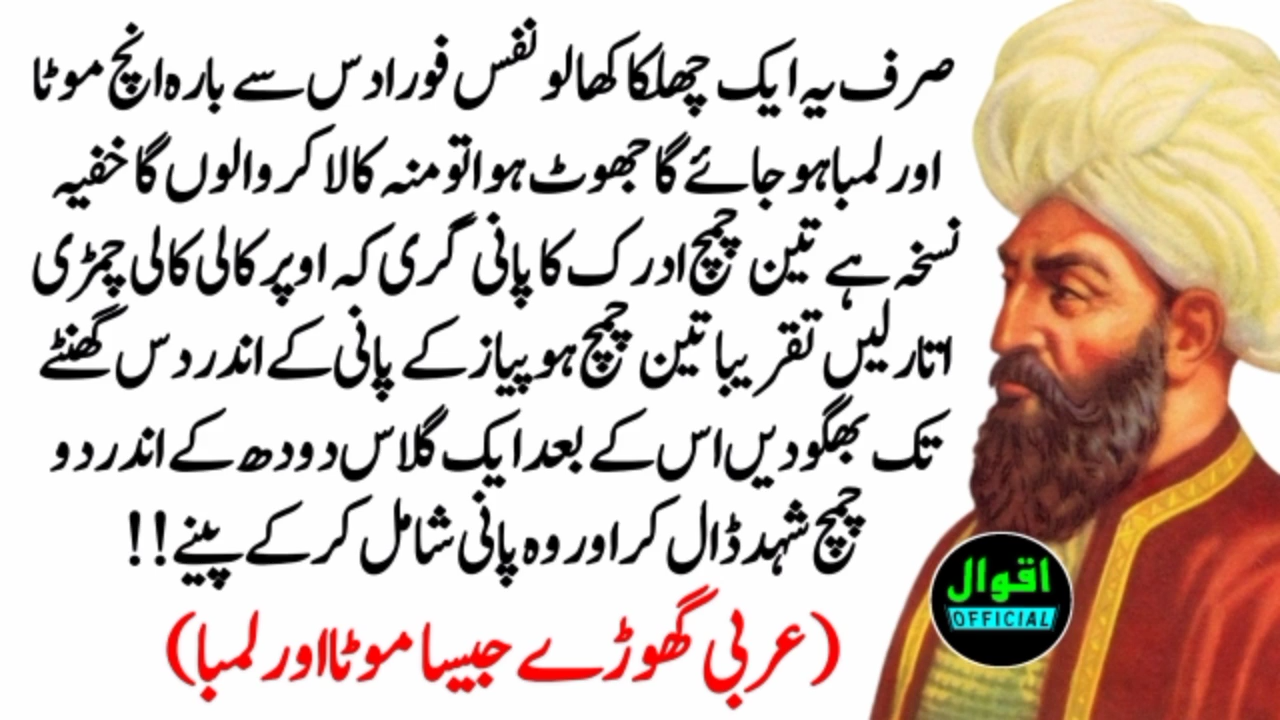 صرف یہ ایک چھلکا کھا لو نفس فورا دس سے بارہ انچ موٹا
اور لمبا ہو جائے گا جھوٹ ہوا تو منہ کالا کر والوں گا خفیہ
نسخہ ہے تین چمچ ادرک کا پانی گری کہ اوپر کالی کالی چمڑی
اتار لیں تقریبا تین چمچ ہو پیاز کے پانی کے اندر دس گھنٹے
تک بھگو دیں اس کے بعد ایک گلاس دودھ کے اندر دو
چمچ شہد ڈال کر اور وہ پانی شامل کر کے پینے!!
(عربی گھوڑے جیسا موٹا اور لمبا)
اقوال
OFFICIAL